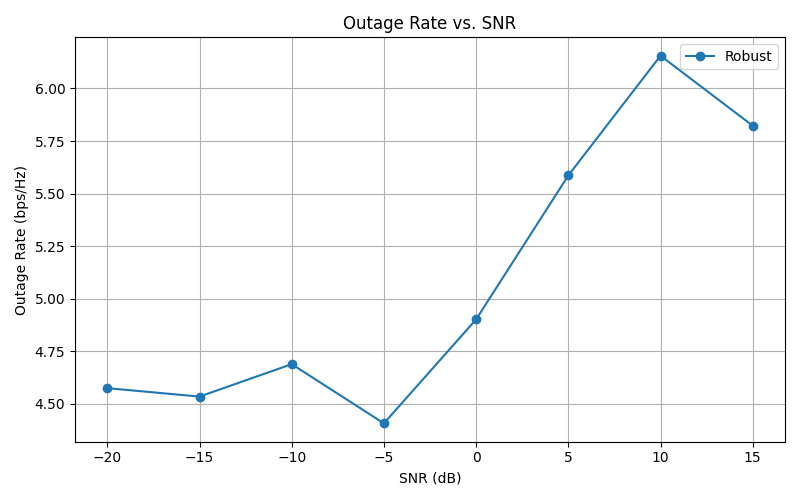 Outage Rate vs. SNR
Robust
Outage Rate (bps/Hz)
6.00
5.75
5.50
5.25
5.00
4.75
4.50
−20 −15 −10 −5 0 5 10 15
SNR (dB)